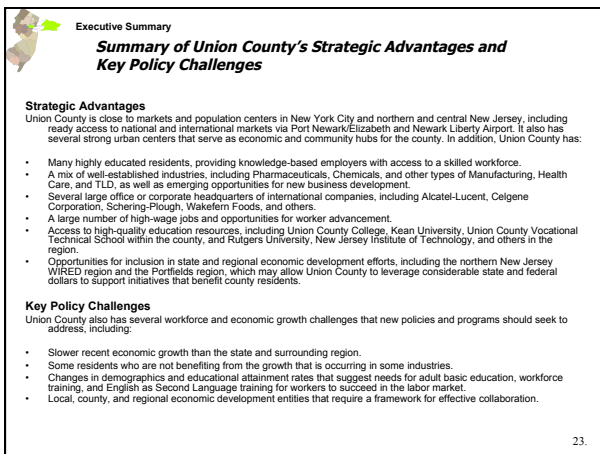 Executive Summary
Summary of Union County's Strategic Advantages and
Key Policy Challenges
Strategic Advantages
Union County is close to markets and population centers in New York City and northern and central New Jersey, including
ready access to national and international markets via Port Newark/Elizabeth and Newark Liberty Airport. It also has
several strong urban centers that serve as economic and community hubs for the county. In addition, Union County has:
• Many highly educated residents, providing knowledge-based employers with access to a skilled workforce.
• A mix of well-established industries, including Pharmaceuticals, Chemicals, and other types of Manufacturing, Health
Care, and TLD, as well as emerging opportunities for new business development.
• Several large office or corporate headquarters of international companies, including Alcatel-Lucent, Celgene
Corporation, Schering-Plough, Wakefern Foods, and others.
• A large number of high-wage jobs and opportunities for worker advancement.
• Access to high-quality education resources, including Union County College, Kean University, Union County Vocational
Technical School within the county, and Rutgers University, New Jersey Institute of Technology, and others in the
region.
• Opportunities for inclusion in state and regional economic development efforts, including the northern New Jersey
WIRED region and the Portfields region, which may allow Union County to leverage considerable state and federal
dollars to support initiatives that benefit county residents.
Key Policy Challenges
Union County also has several workforce and economic growth challenges that new policies and programs should seek to
address, including:
• Slower recent economic growth than the state and surrounding region.
• Some residents who are not benefiting from the growth that is occurring in some industries.
• Changes in demographics and educational attainment rates that suggest needs for adult basic education, workforce
training, and English as Second Language training for workers to succeed in the labor market.
• Local, county, and regional economic development entities that require a framework for effective collaboration.
23.